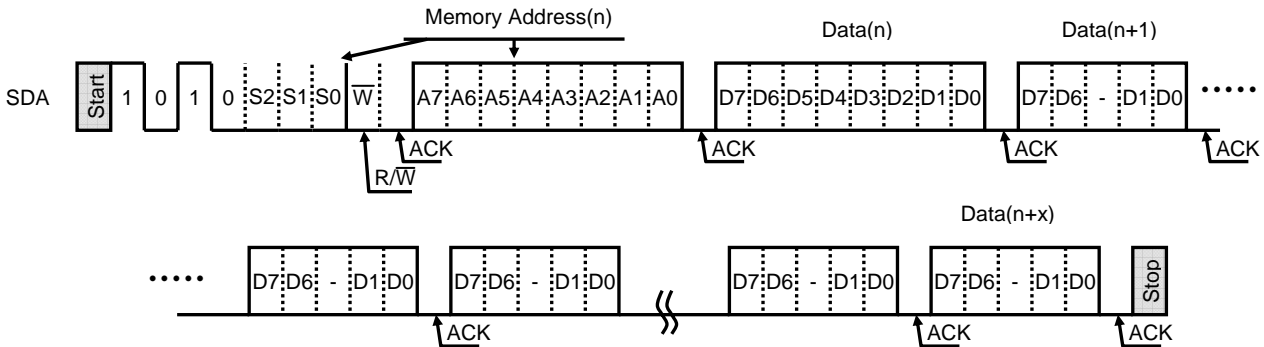 Memory Address(n)
Data(n) Data(n+1)
SDA Start 1 0 1 0 S2 S1 S0 W̅ A7 A6 A5 A4 A3 A2 A1 A0 D7 D6 D5 D4 D3 D2 D1 D0 D7 D6 - D1 D0 •••••
ACK ACK ACK ACK
R/W̅
Data(n+x)
••••• D7 D6 - D1 D0 D7 D6 - D1 D0 D7 D6 - D1 D0 D7 D6 - D1 D0 Stop
ACK ACK ACK